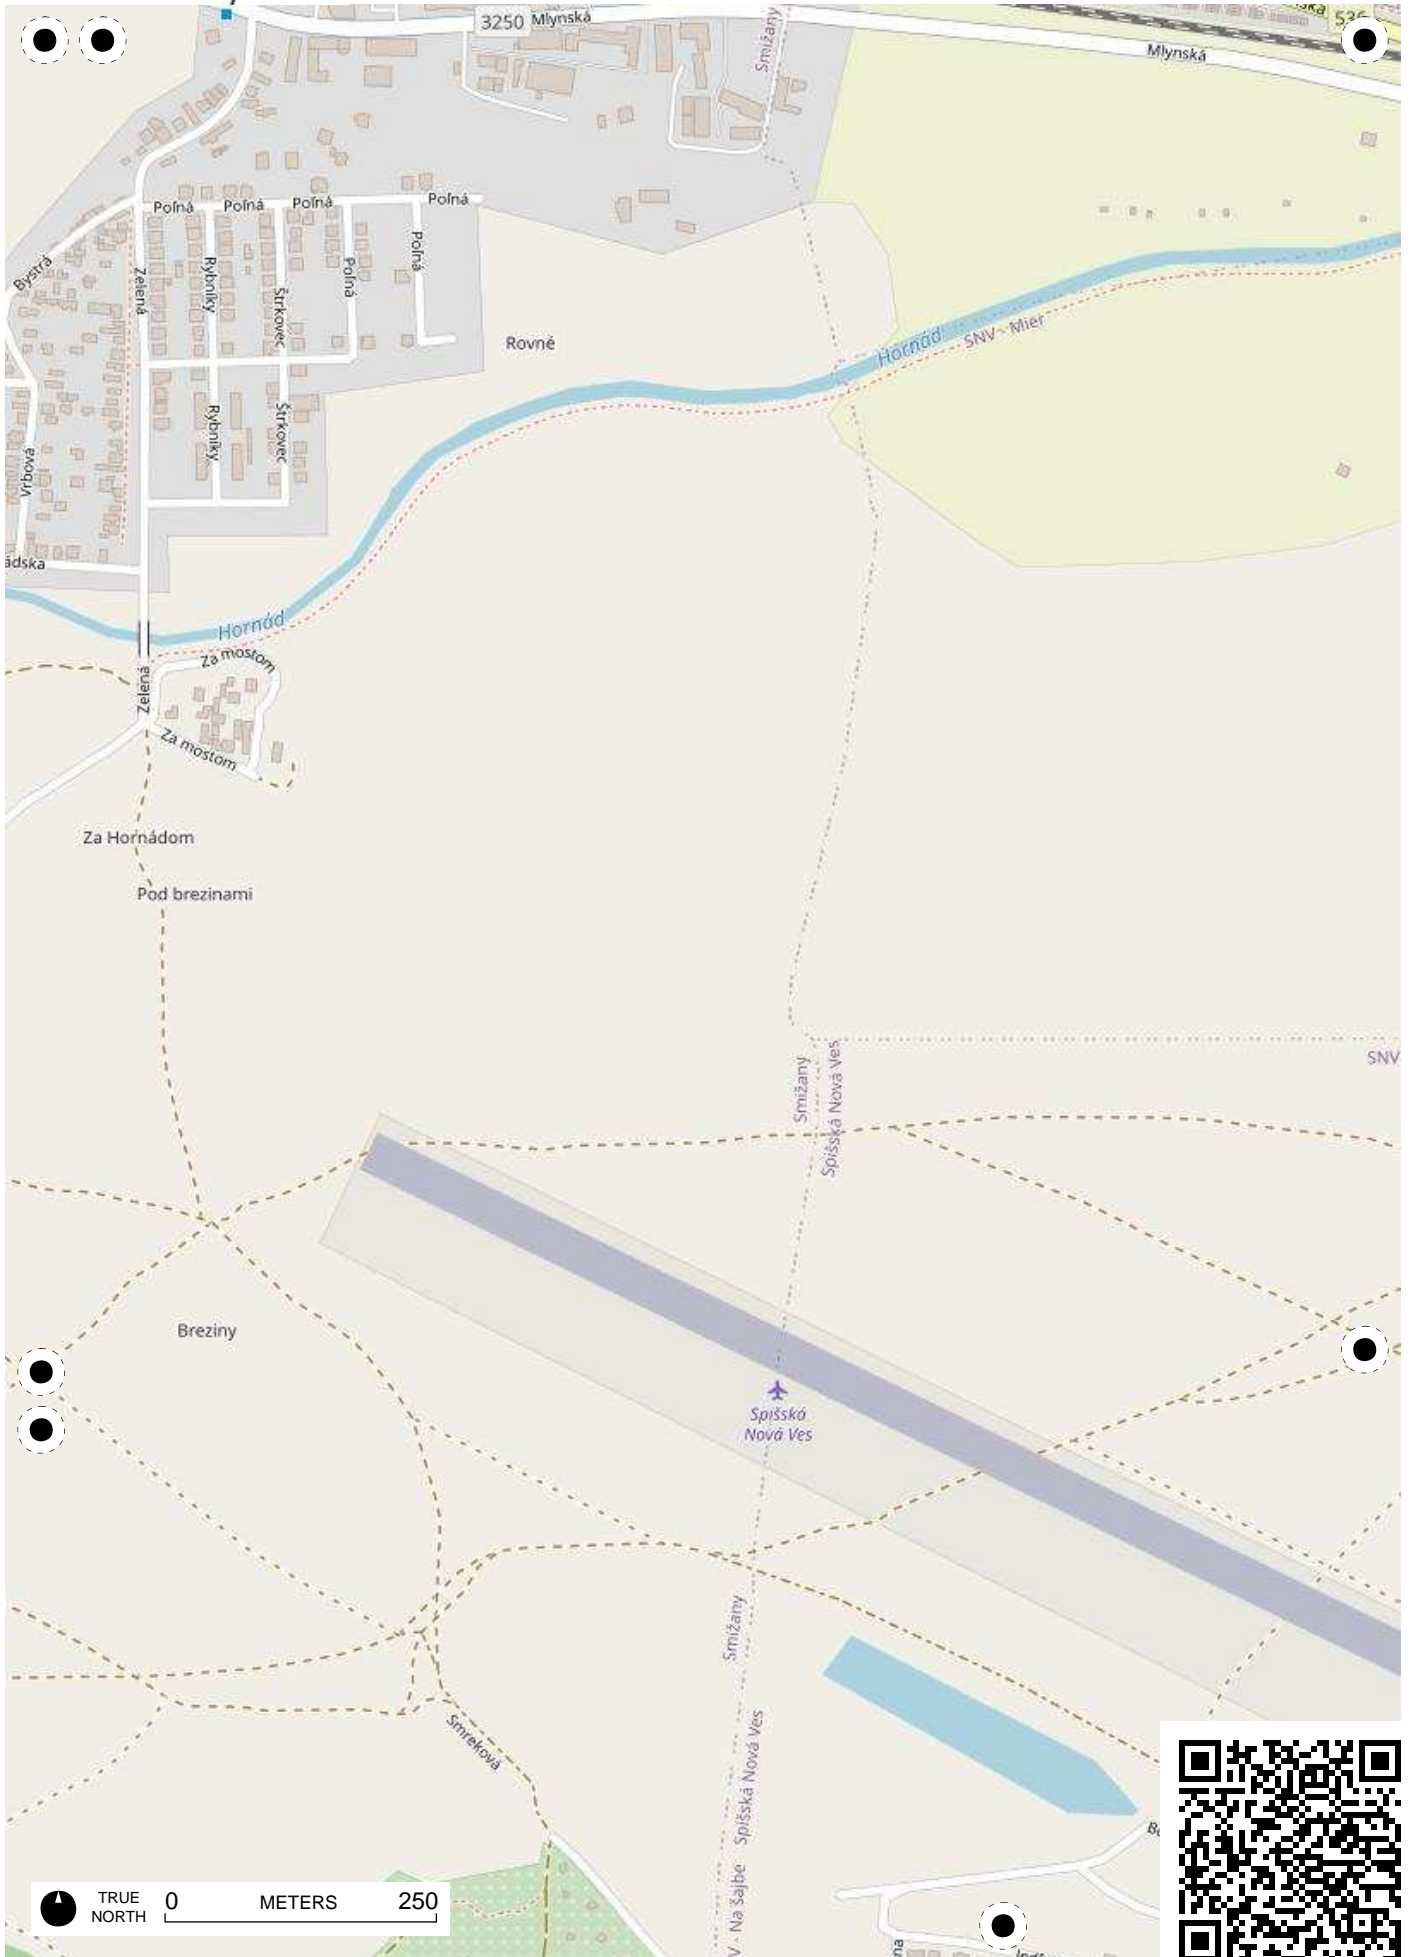 3250
Mlynská
536
Mlynská
Smižany
Poľná
Poľná
Poľná
Poľná
Bystrá
Zelená
Rybníky
Štrkovec
Poľná
Poľná
Rovné
Hornád
SNV - Mier
Vrbová
Rybníky
Štrkovec
ádska
Hornád
Za mostom
Zelená
Za mostom
Za Hornádom
Pod brezinami
Smižany
Spišská Nová Ves
SNV
Breziny
Spišská
Nová Ves
Smižany
Spišská Nová Ves
Smreková
V - Na šajbe
TRUE
NORTH
0
METERS
250